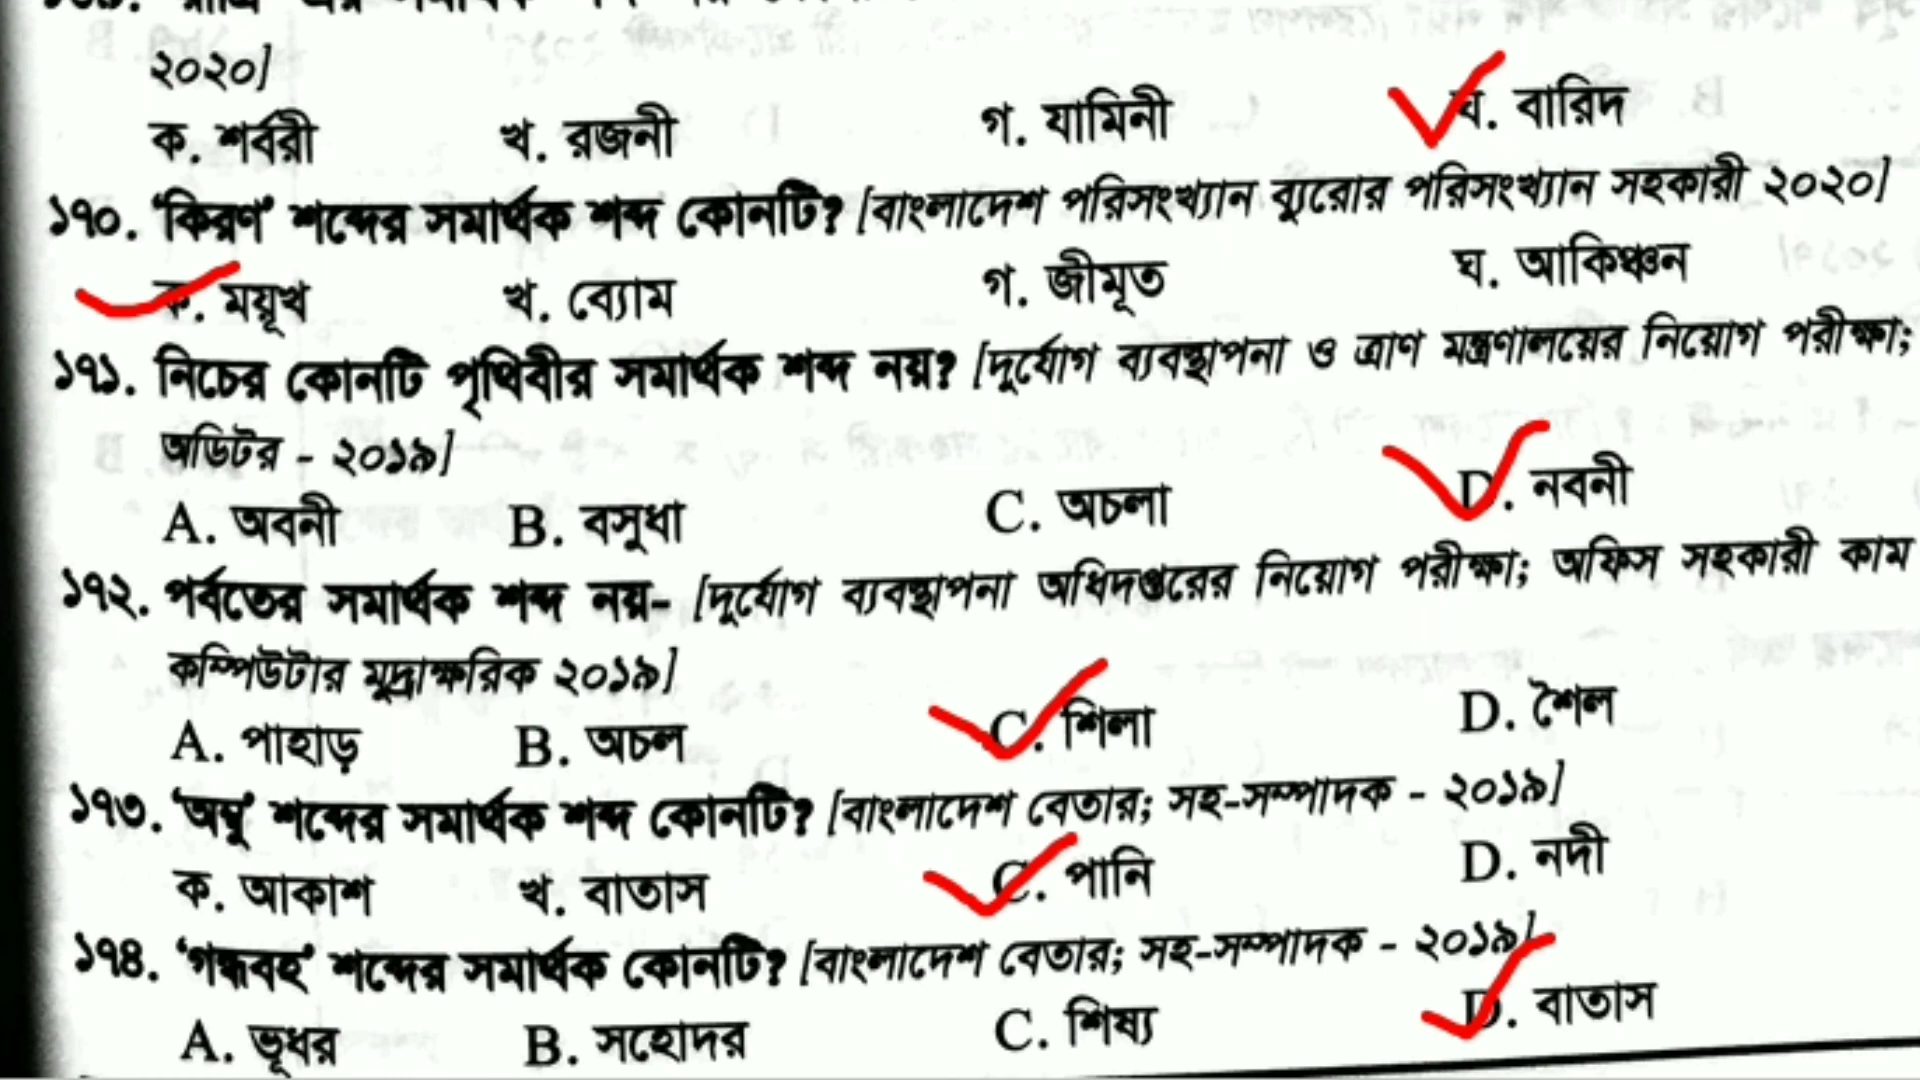 ২০২০]
ক. শর্বরী খ. রজনী গ. যামিনী ঘ. বারিদ
১৭০. ‘কিরণ’ শব্দের সমার্থক শব্দ কোনটি? [বাংলাদেশ পরিসংখ্যান ব্যুরোর পরিসংখ্যান সহকারী ২০২০]
ক. ময়ূখ খ. ব্যোম গ. জীমূত ঘ. আকিঞ্চন
১৭১. নিচের কোনটি পৃথিবীর সমার্থক শব্দ নয়? [দুর্যোগ ব্যবস্থাপনা ও ত্রাণ মন্ত্রণালয়ের নিয়োগ পরীক্ষা;
অডিটর - ২০১৯]
A. অবনী B. বসুধা C. অচলা D. নবনী
১৭২. পর্বতের সমার্থক শব্দ নয়- [দুর্যোগ ব্যবস্থাপনা অধিদপ্তরের নিয়োগ পরীক্ষা; অফিস সহকারী কাম
কম্পিউটার মুদ্রাক্ষরিক ২০১৯]
A. পাহাড় B. অচল C. শিলা D. শৈল
১৭৩. ‘অম্বু’ শব্দের সমার্থক শব্দ কোনটি? [বাংলাদেশ বেতার; সহ-সম্পাদক - ২০১৯]
ক. আকাশ খ. বাতাস C. পানি D. নদী
১৭৪. ‘গন্ধবহ’ শব্দের সমার্থক কোনটি? [বাংলাদেশ বেতার; সহ-সম্পাদক - ২০১৯]
A. ভূধর B. সহোদর C. শিষ্য D. বাতাস